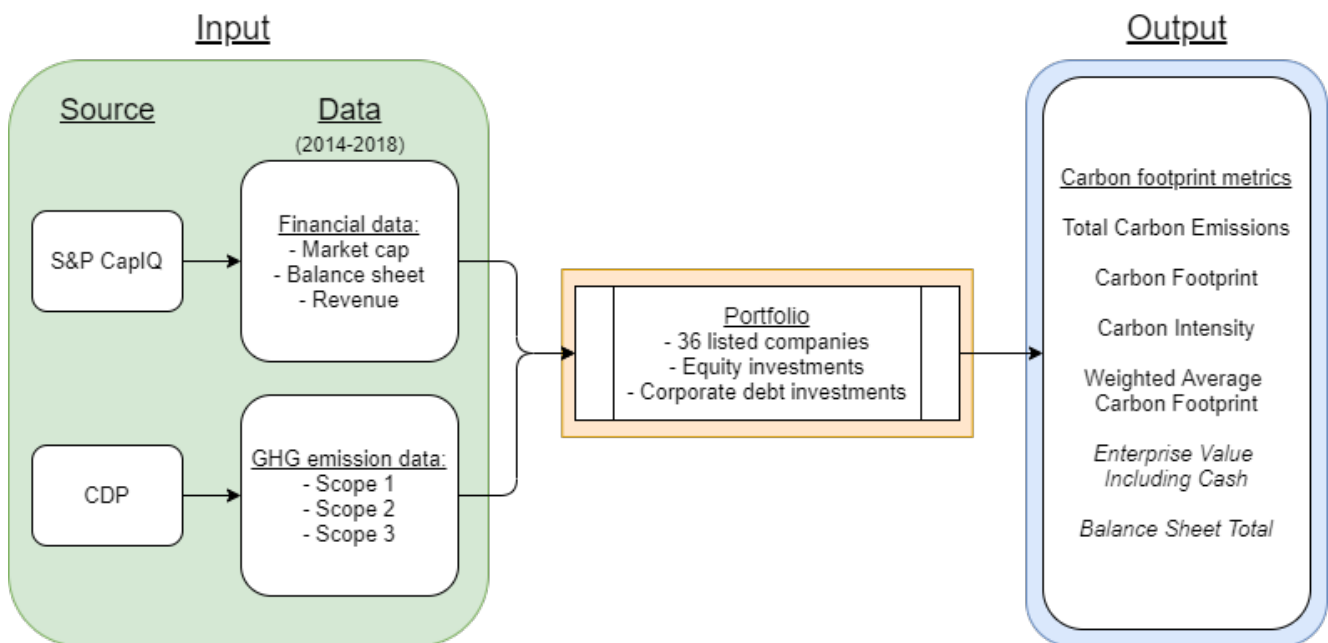 Input
Source
Data
(2014-2018)
S&P CapIQ
Financial data:
- Market cap
- Balance sheet
- Revenue
CDP
GHG emission data:
- Scope 1
- Scope 2
- Scope 3
Portfolio
- 36 listed companies
- Equity investments
- Corporate debt investments
Output
Carbon footprint metrics
Total Carbon Emissions
Carbon Footprint
Carbon Intensity
Weighted Average
Carbon Footprint
Enterprise Value
Including Cash
Balance Sheet Total